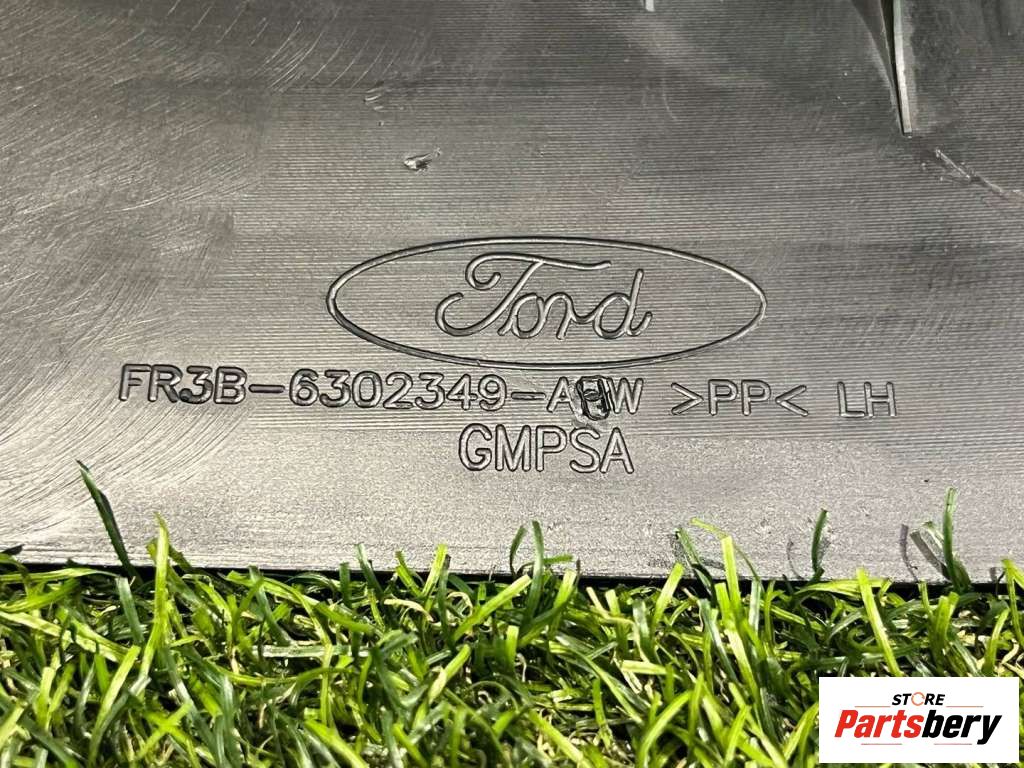 Ford
FR3B-6302349- >PP< LH
GMPSA
STORE
Partsbery